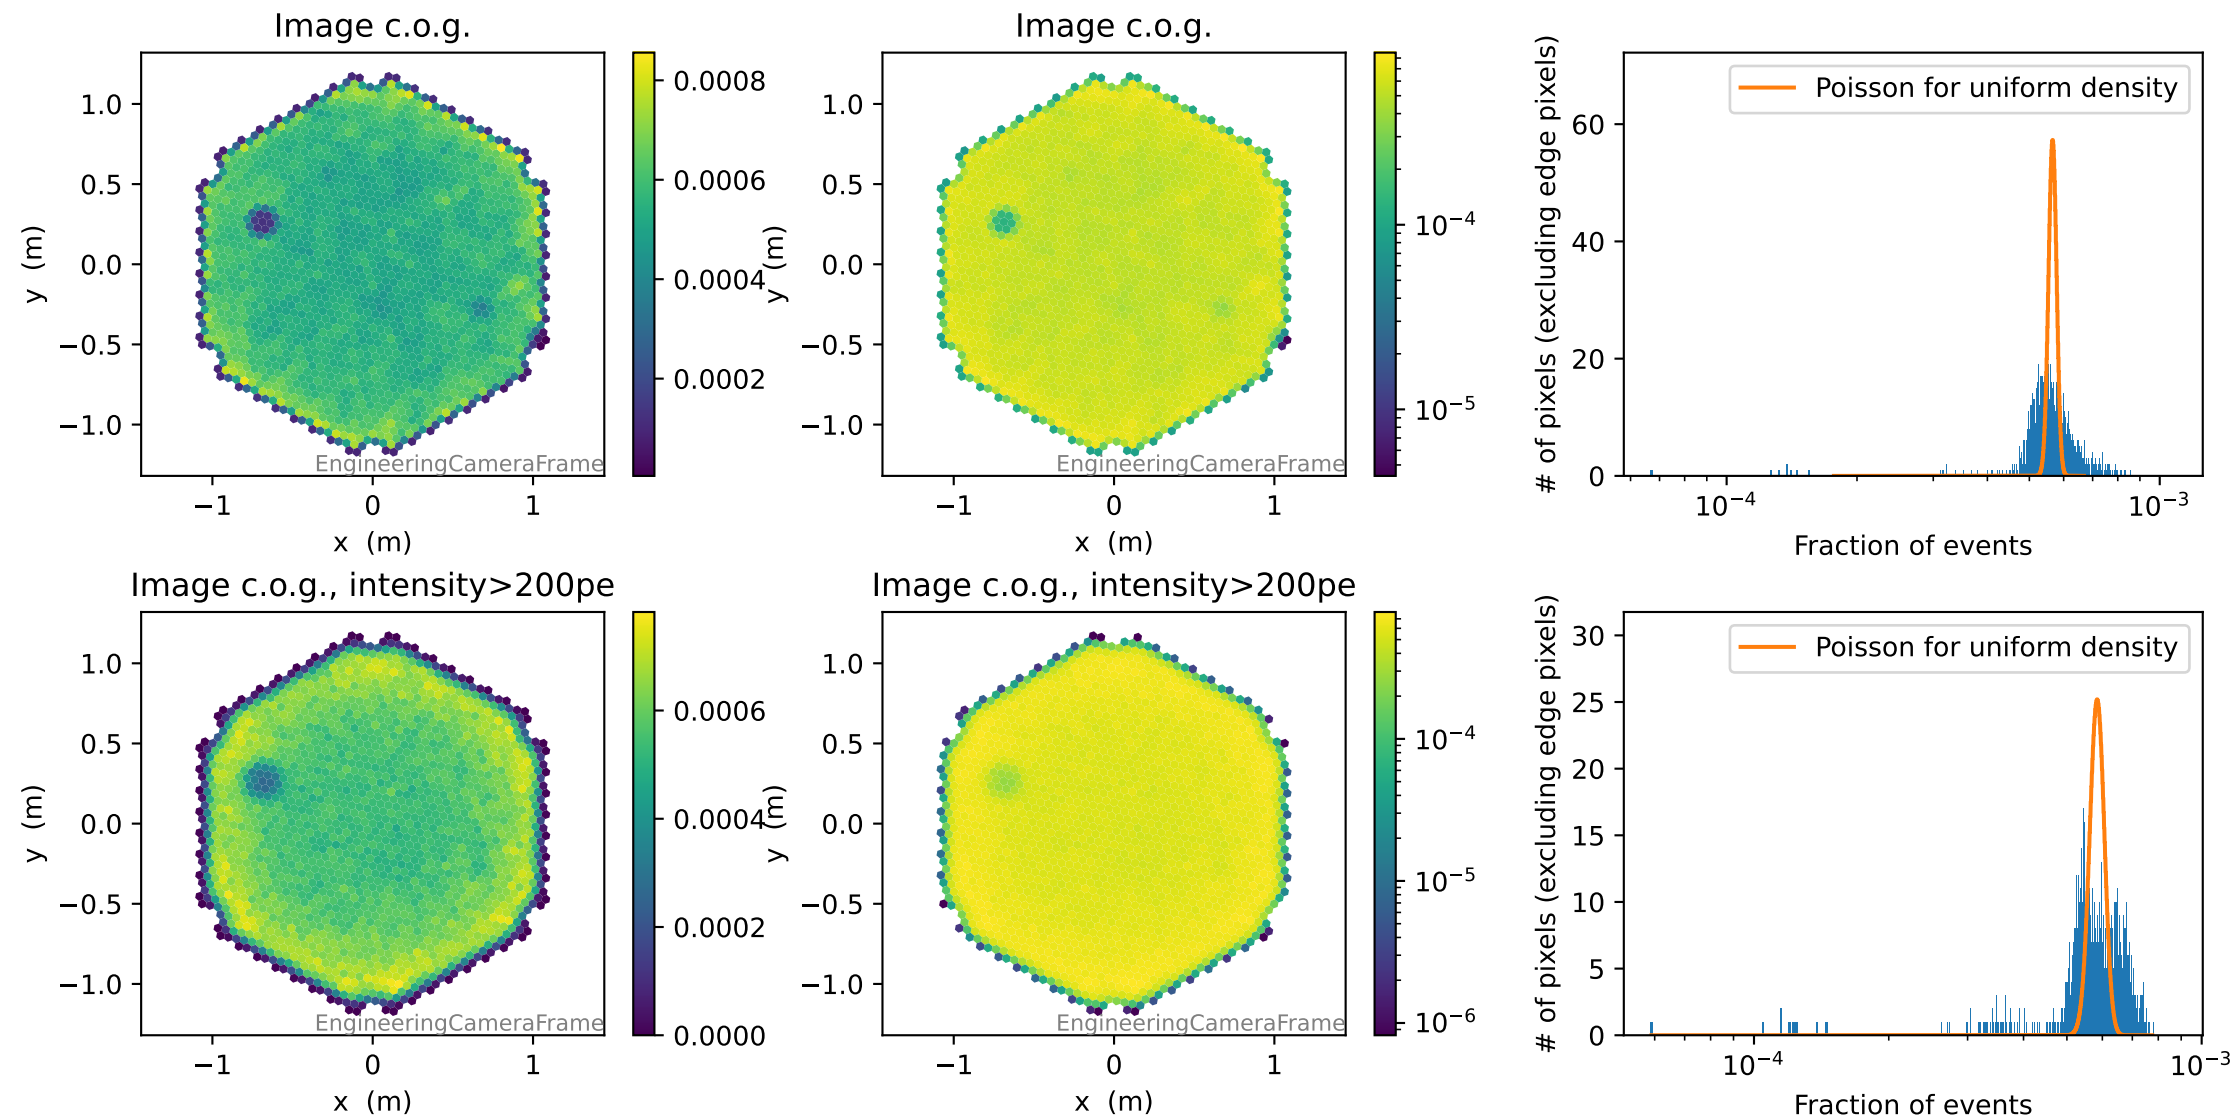 Image c.o.g.
1.0
0.5
0.0
−0.5
−1.0
y (m)
−1
0
1
x (m)
EngineeringCameraFrame
0.0008
0.0006
0.0004
0.0002
Image c.o.g.
1.0
0.5
0.0
−0.5
−1.0
y (m)
−1
0
1
x (m)
EngineeringCameraFrame
10⁻⁴
10⁻⁵
# of pixels (excluding edge pixels)
60
40
20
0
Poisson for uniform density
10⁻⁴
10⁻³
Fraction of events
Image c.o.g., intensity>200pe
1.0
0.5
0.0
−0.5
−1.0
y (m)
−1
0
1
x (m)
EngineeringCameraFrame
0.0006
0.0004
0.0002
0.0000
Image c.o.g., intensity>200pe
1.0
0.5
0.0
−0.5
−1.0
y (m)
−1
0
1
x (m)
EngineeringCameraFrame
10⁻⁴
10⁻⁵
10⁻⁶
# of pixels (excluding edge pixels)
30
25
20
15
10
5
0
Poisson for uniform density
10⁻⁴
10⁻³
Fraction of events